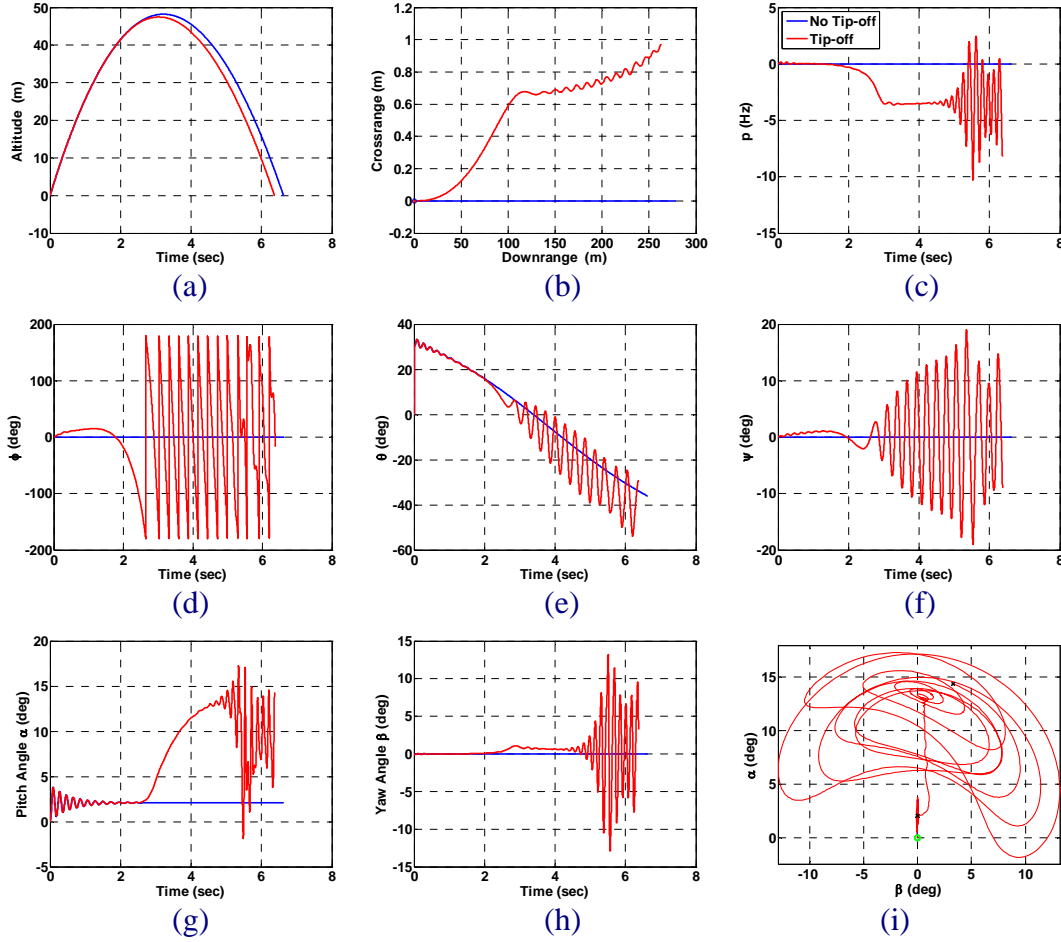 50
40
30
20
10
0
-10
0 2 4 6 8
Altitude (m)
Time (sec)
(a)
1.2
1
0.8
0.6
0.4
0.2
0
-0.2
0 50 100 150 200 250 300
Crossrange (m)
Downrange (m)
(b)
5
0
-5
-10
-15
0 2 4 6 8
p (Hz)
Time (sec)
No Tip-off
Tip-off
(c)
200
100
0
-100
-200
0 2 4 6 8
ϕ (deg)
Time (sec)
(d)
40
20
0
-20
-40
-60
0 2 4 6 8
θ (deg)
Time (sec)
(e)
20
10
0
-10
-20
0 2 4 6 8
ψ (deg)
Time (sec)
(f)
20
15
10
5
0
-5
0 2 4 6 8
Pitch Angle α (deg)
Time (sec)
(g)
15
10
5
0
-5
-10
-15
0 2 4 6 8
Yaw Angle β (deg)
Time (sec)
(h)
15
10
5
0
-10 -5 0 5 10
α (deg)
β (deg)
(i)